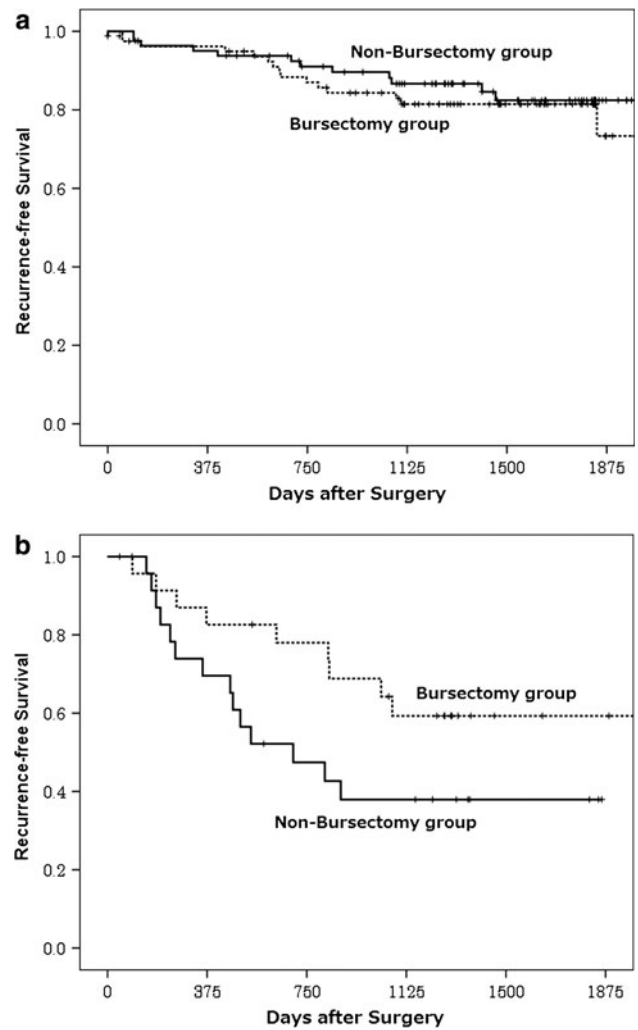 a
1.0
Non-Bursectomy group
0.8
Bursectomy group
Recurrence-free Survival
0.6
0.4
0.2
0.0
0 375 750 1125 1500 1875
Days after Surgery
b
1.0
0.8
Bursectomy group
Recurrence-free Survival
0.6
0.4
Non-Bursectomy group
0.2
0.0
0 375 750 1125 1500 1875
Days after Surgery